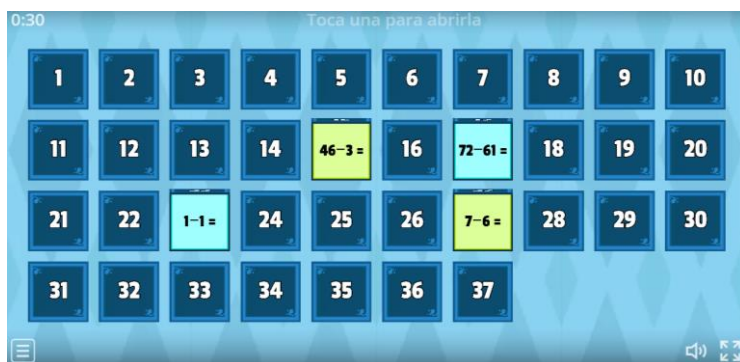 0:30 Toca una para abrirla
1 2 3 4 5 6 7 8 9 10
11 12 13 14 46-3 = 16 72-61 = 18 19 20
21 22 1-1 = 24 25 26 7-6 = 28 29 30
31 32 33 34 35 36 37